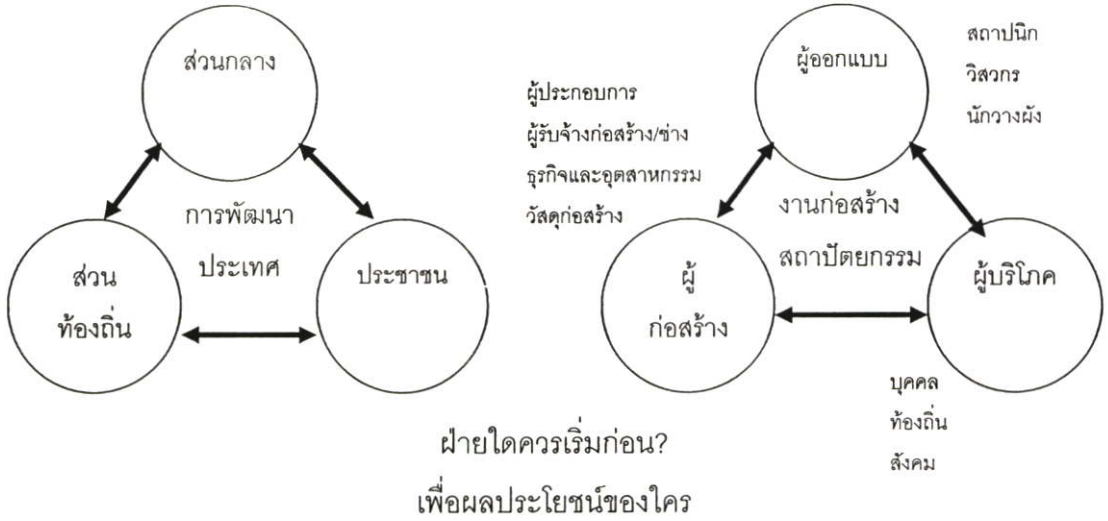 ส่วนกลาง
การพัฒนา
ประเทศ
ส่วน
ท้องถิ่น
ประชาชน
ผู้ออกแบบ
สถาปนิก
วิสวกร
นักวางผัง
ผู้ประกอบการ
ผู้รับจ้างก่อสร้าง/ช่าง
ธุรกิจและอุตสาหกรรม
วัสดุก่อสร้าง
งานก่อสร้าง
สถาปัตยกรรม
ผู้
ก่อสร้าง
ผู้บริโภค
บุคคล
ท้องถิ่น
สังคม
ฝ่ายใดควรเริ่มก่อน?
เพื่อผลประโยชน์ของใคร